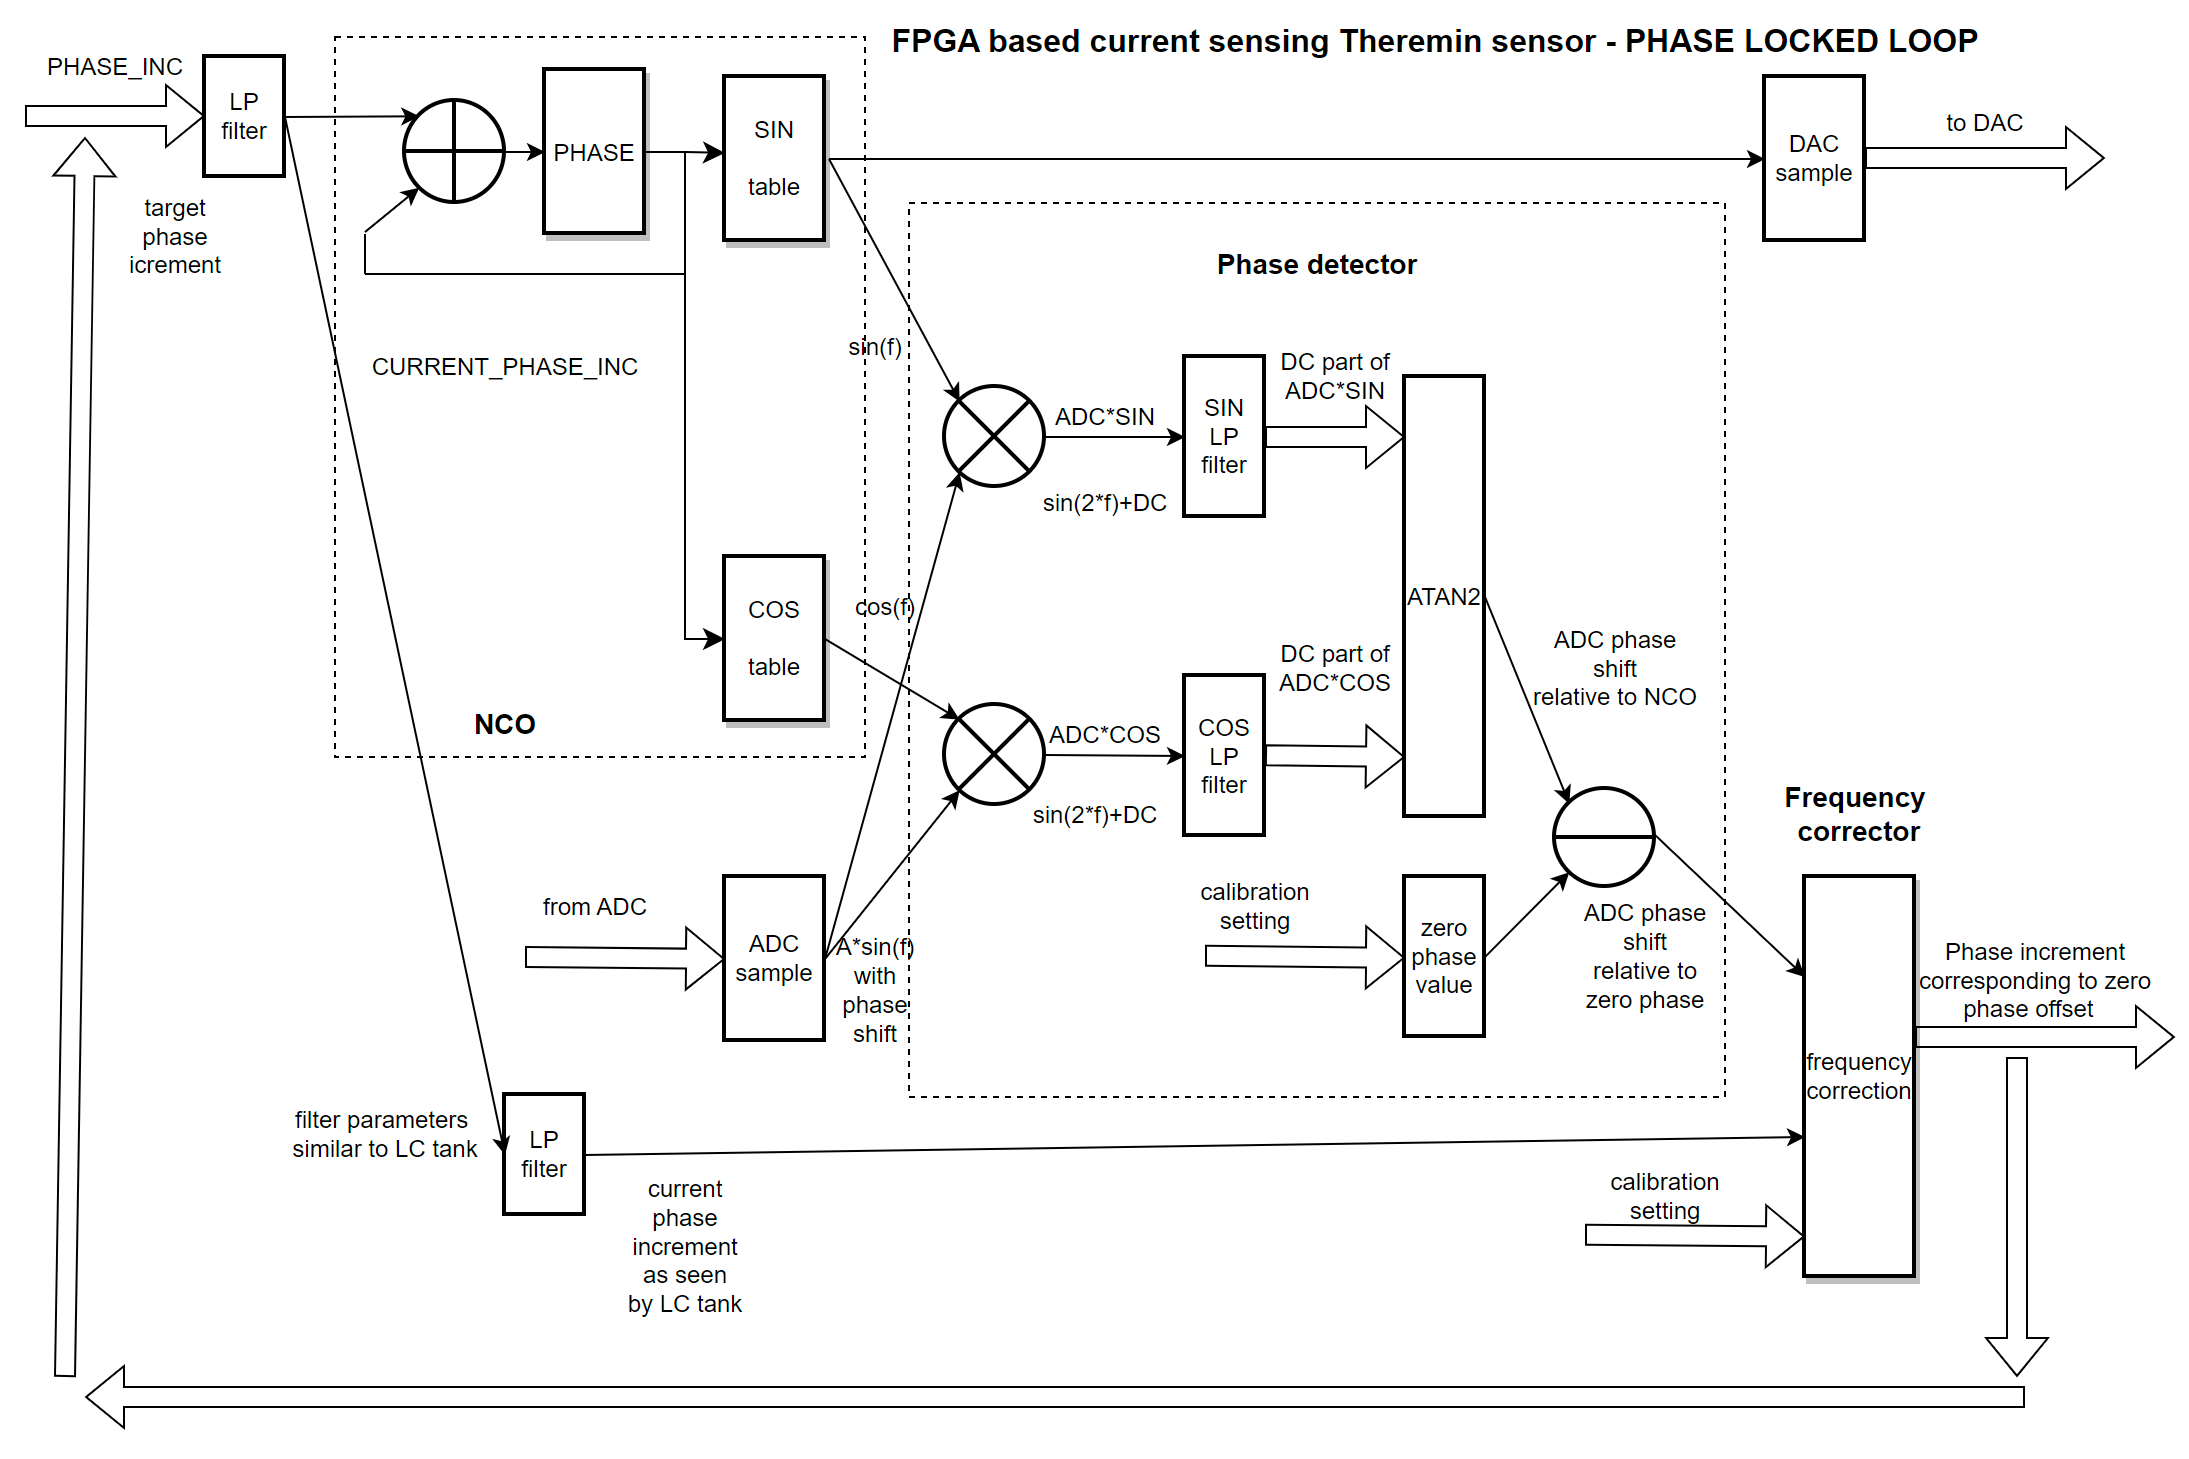 FPGA based current sensing Theremin sensor - PHASE LOCKED LOOP
PHASE_INC
LP
filter
target
phase
icrement
PHASE
SIN
table
CURRENT_PHASE_INC
COS
table
NCO
DAC
sample
to DAC
Phase detector
sin(f)
cos(f)
ADC*SIN
sin(2*f)+DC
SIN
LP
filter
DC part of
ADC*SIN
ADC*COS
sin(2*f)+DC
COS
LP
filter
DC part of
ADC*COS
ATAN2
ADC phase
shift
relative to NCO
from ADC
ADC
sample
A*sin(f)
with
phase
shift
calibration
setting
zero
phase
value
ADC phase
shift
relative to
zero phase
Frequency
corrector
frequency
correction
Phase increment
corresponding to zero
phase offset
filter parameters
similar to LC tank
LP
filter
current
phase
increment
as seen
by LC tank
calibration
setting